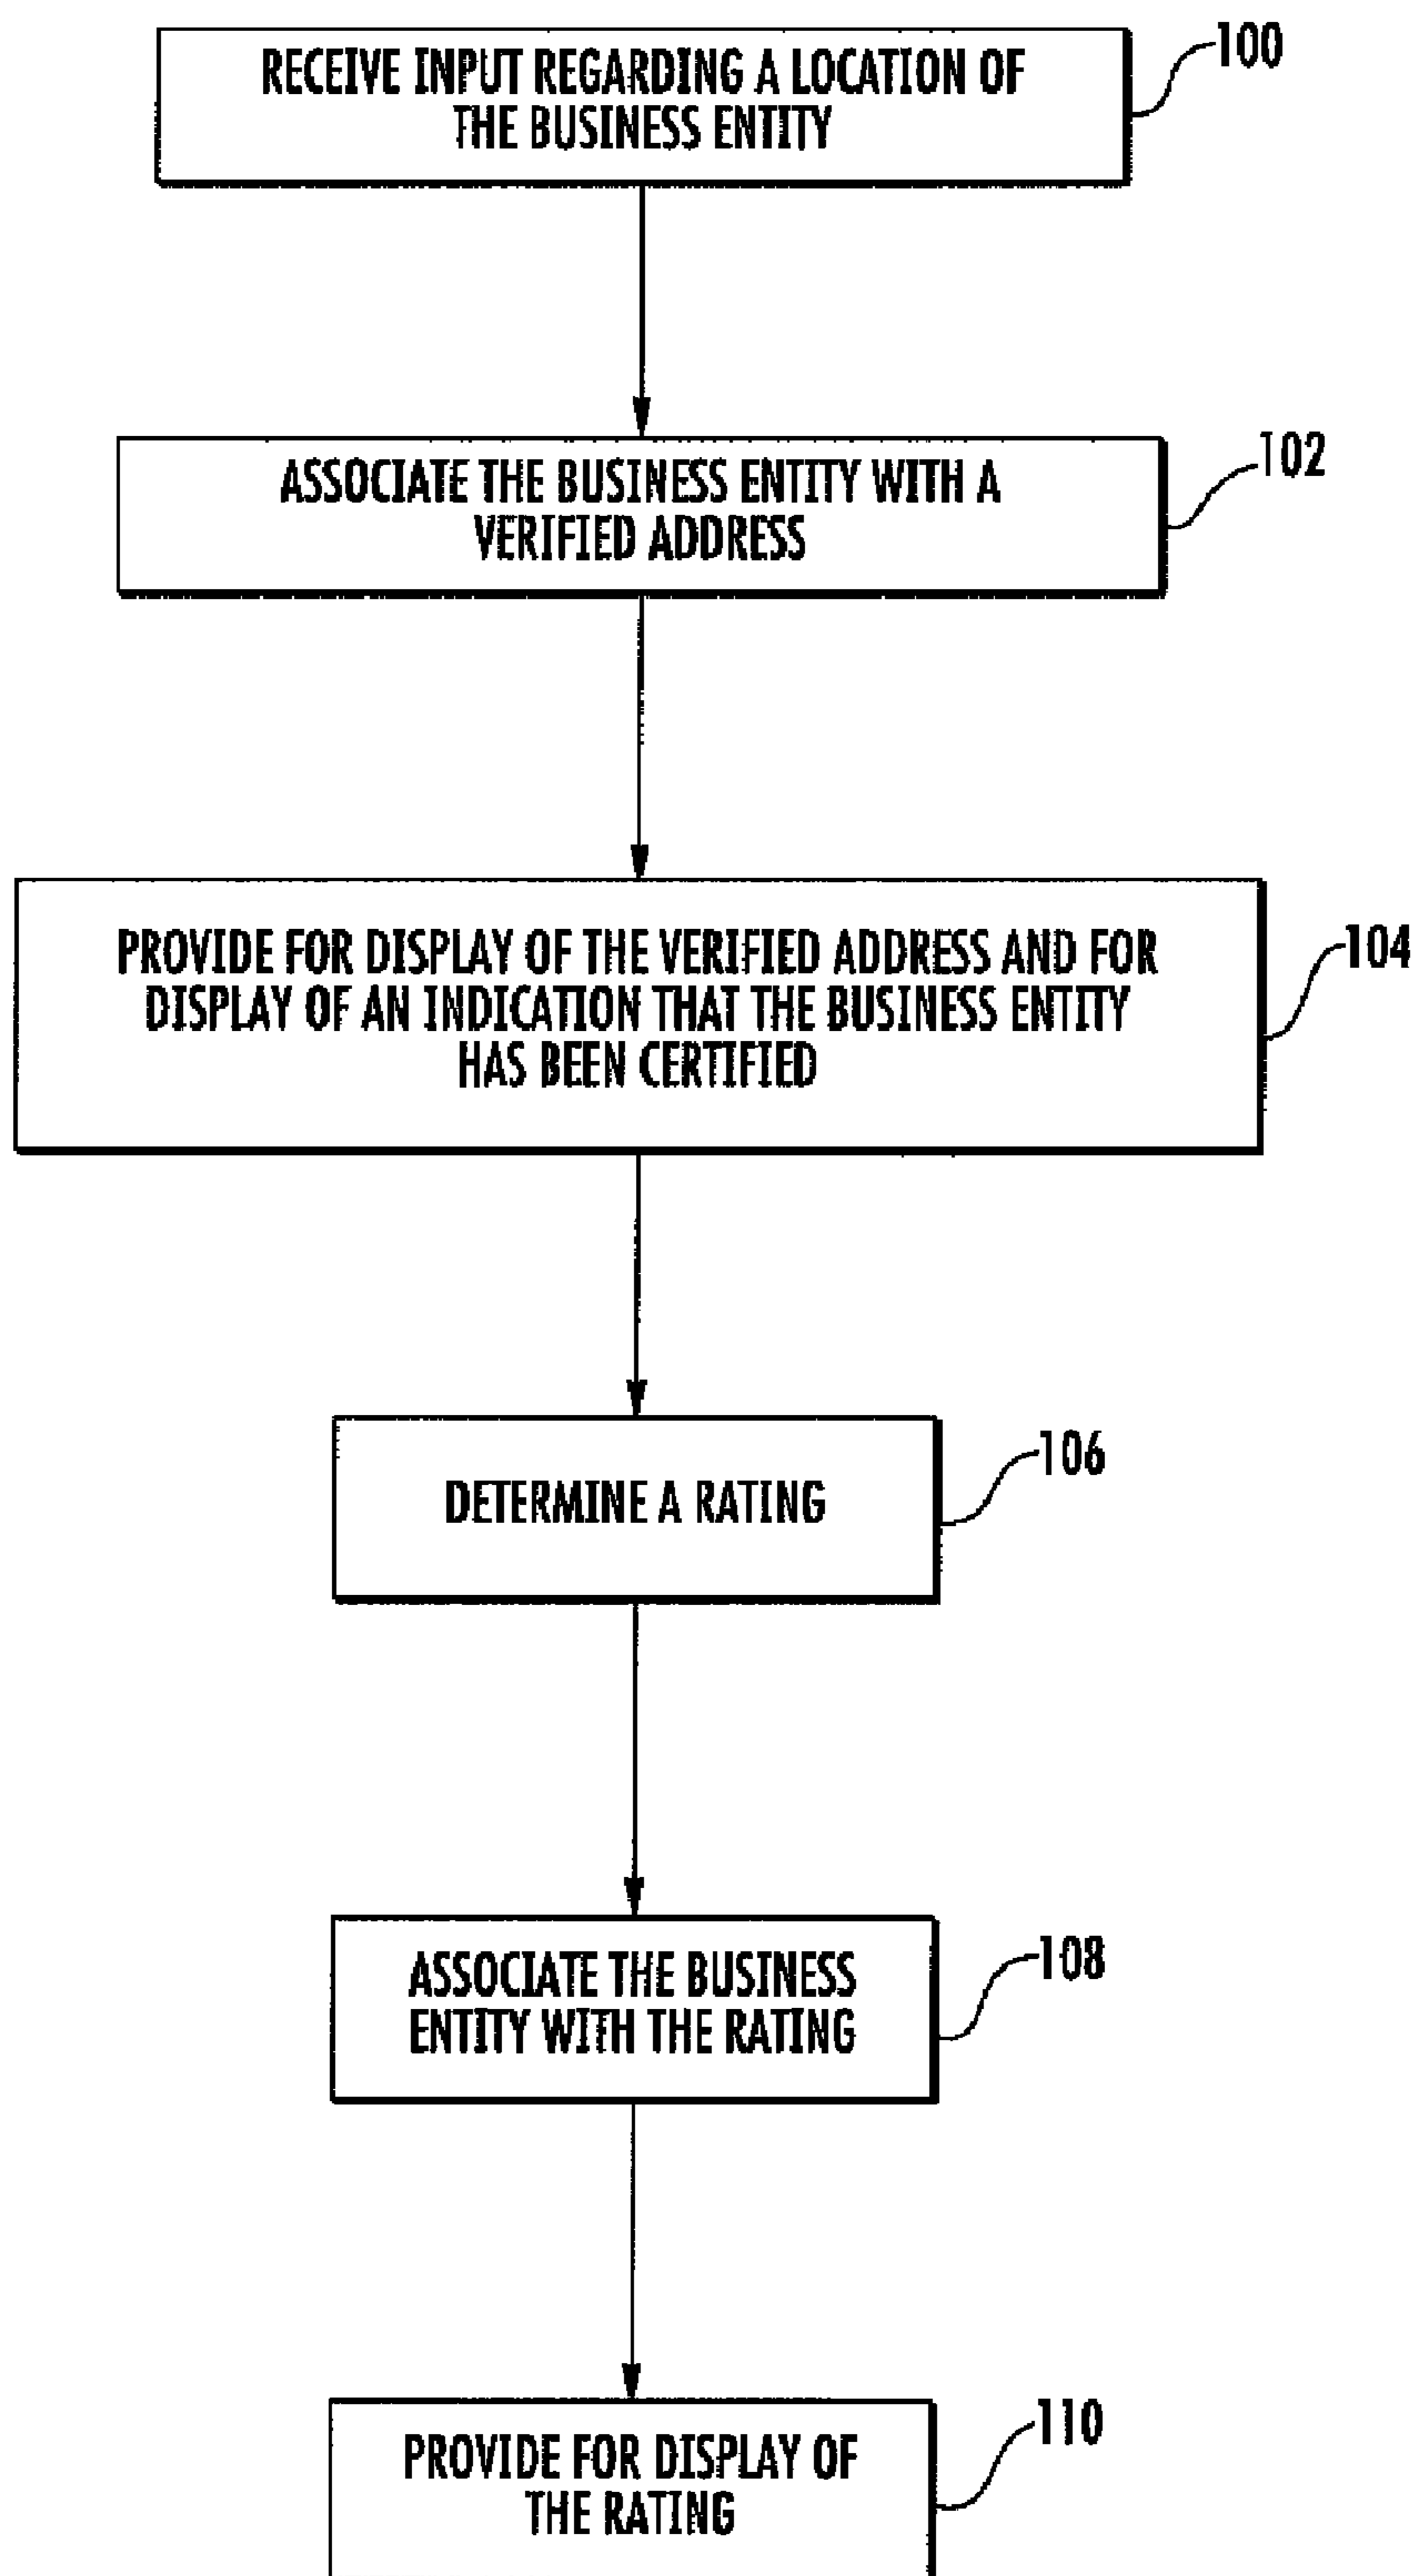 RECEIVE INPUT REGARDING A LOCATION OF
THE BUSINESS ENTITY
100
ASSOCIATE THE BUSINESS ENTITY WITH A
VERIFIED ADDRESS
102
PROVIDE FOR DISPLAY OF THE VERIFIED ADDRESS AND FOR
DISPLAY OF AN INDICATION THAT THE BUSINESS ENTITY
HAS BEEN CERTIFIED
104
DETERMINE A RATING
106
ASSOCIATE THE BUSINESS
ENTITY WITH THE RATING
108
PROVIDE FOR DISPLAY OF
THE RATING
110